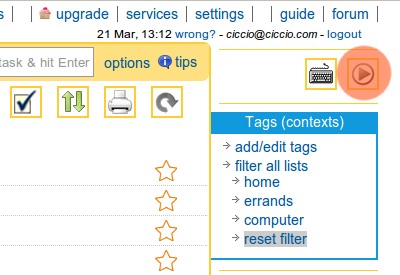 s | upgrade | services | settings | | guide | forum |
21 Mar, 13:12 wrong? - ciccio@ciccio.com - logout
task & hit Enter options tips
Tags (contexts)
add/edit tags
filter all lists
home
errands
computer
reset filter